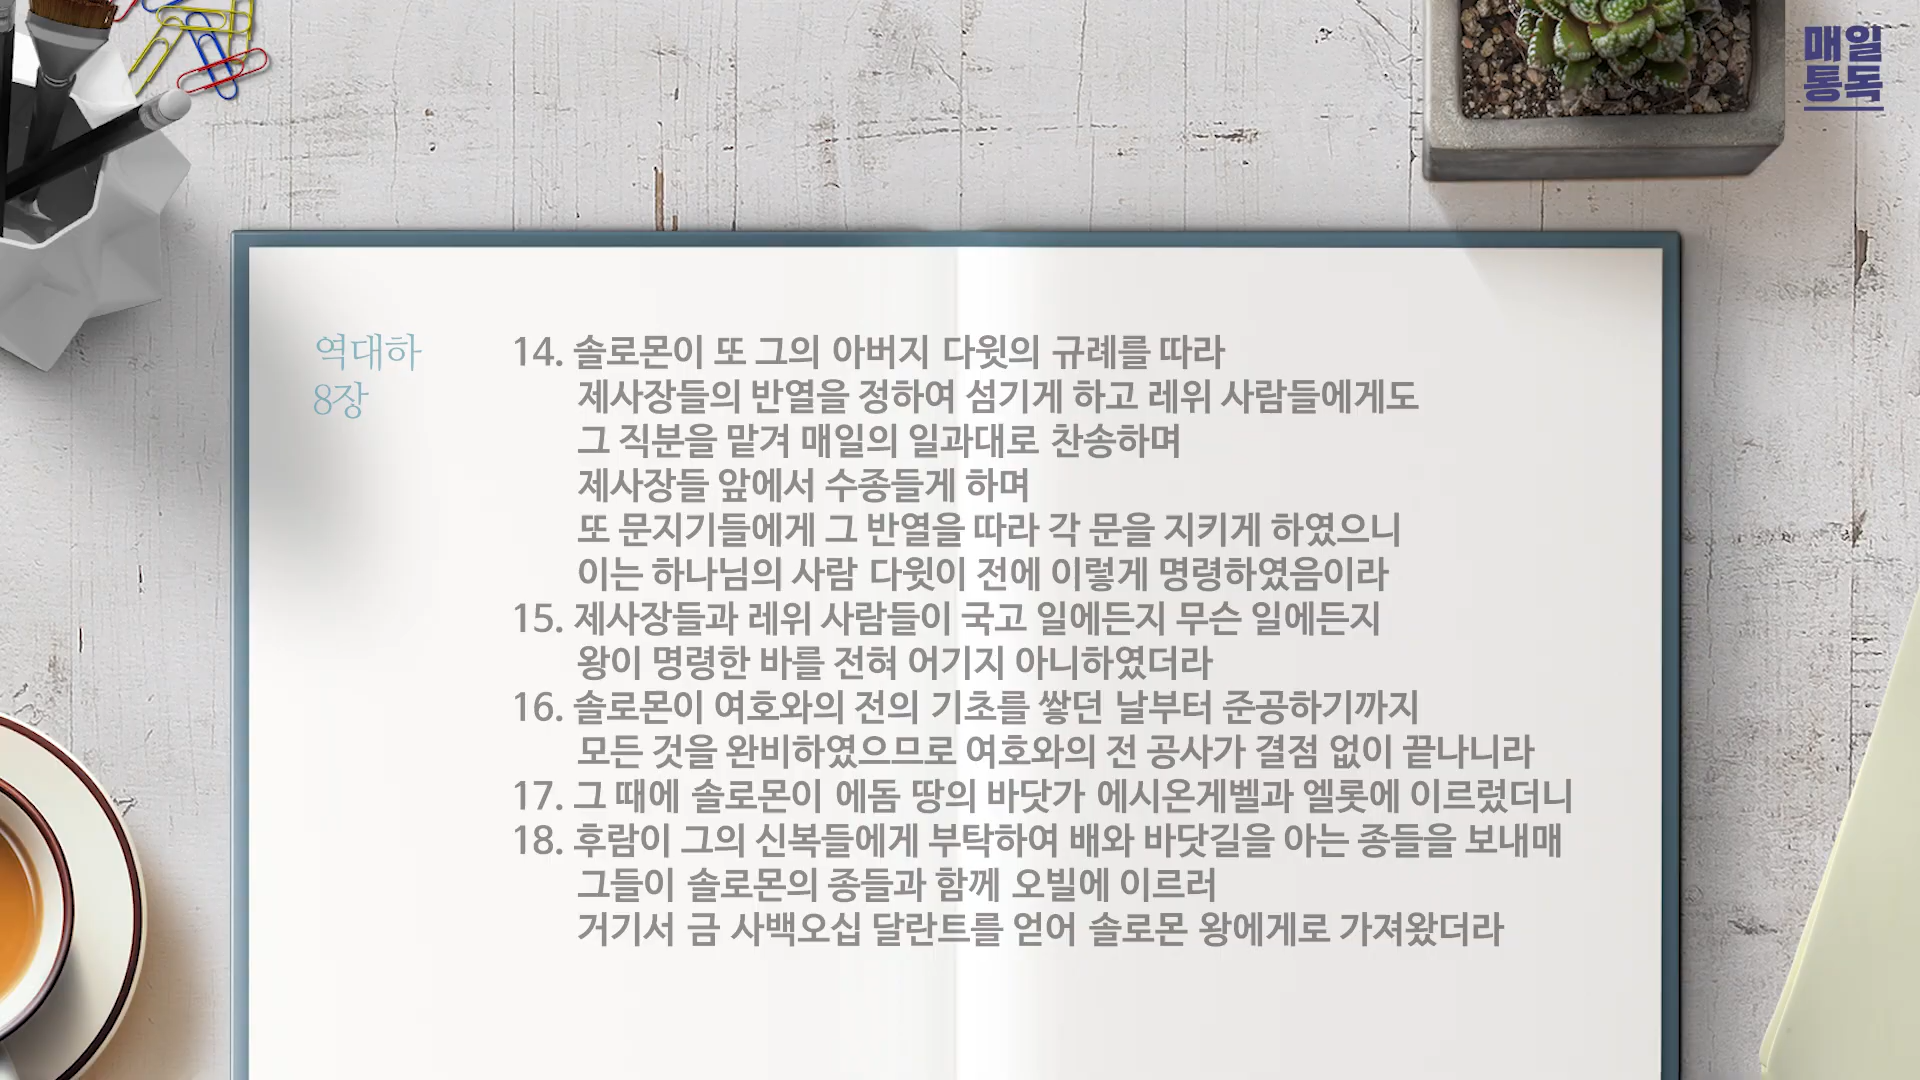 매일
통독
역대하
8장
14. 솔로몬이 또 그의 아버지 다윗의 규례를 따라
제사장들의 반열을 정하여 섬기게 하고 레위 사람들에게도
그 직분을 맡겨 매일의 일과대로 찬송하며
제사장들 앞에서 수종들게 하며
또 문지기들에게 그 반열을 따라 각 문을 지키게 하였으니
이는 하나님의 사람 다윗이 전에 이렇게 명령하였음이라
15. 제사장들과 레위 사람들이 국고 일에든지 무슨 일에든지
왕이 명령한 바를 전혀 어기지 아니하였더라
16. 솔로몬이 여호와의 전의 기초를 쌓던 날부터 준공하기까지
모든 것을 완비하였으므로 여호와의 전 공사가 결점 없이 끝나니라
17. 그 때에 솔로몬이 에돔 땅의 바닷가 에시온게벨과 엘롯에 이르렀더니
18. 후람이 그의 신복들에게 부탁하여 배와 바닷길을 아는 종들을 보내매
그들이 솔로몬의 종들과 함께 오빌에 이르러
거기서 금 사백오십 달란트를 얻어 솔로몬 왕에게로 가져왔더라